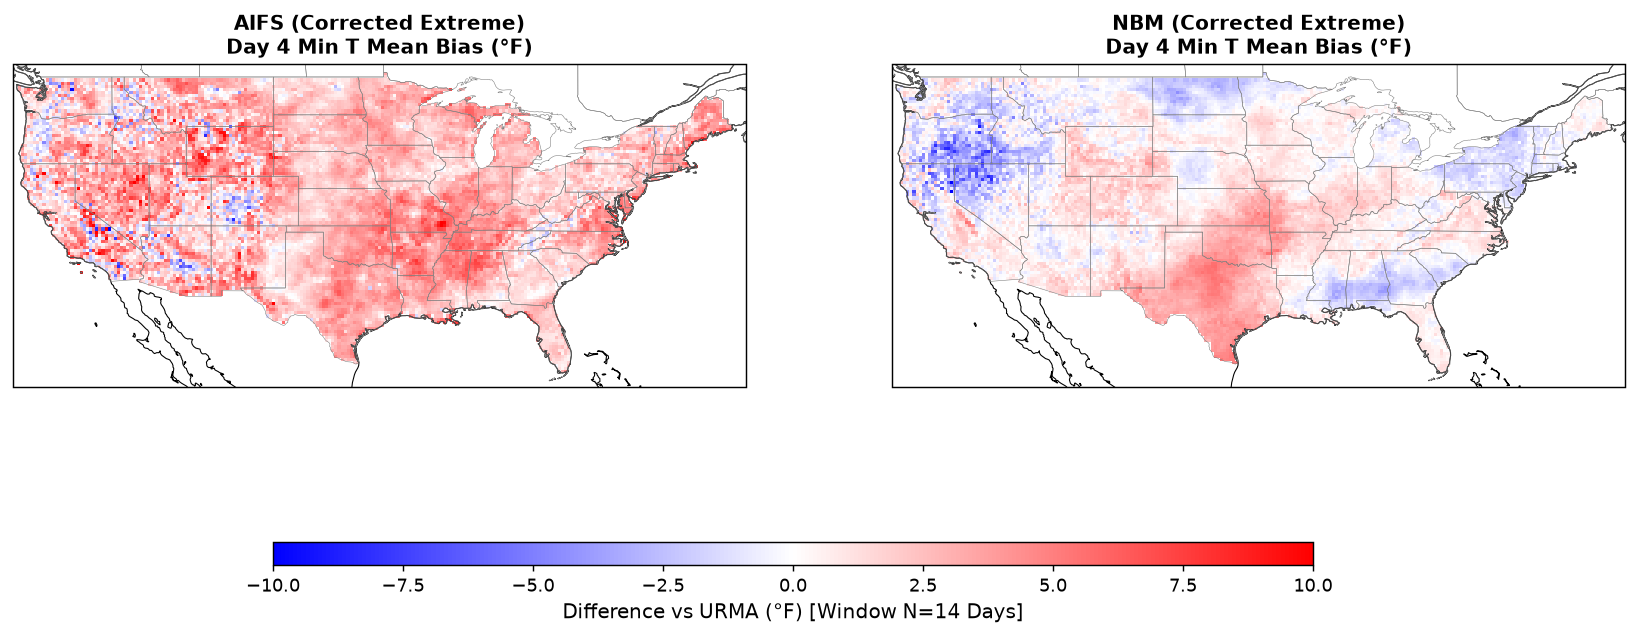 AIFS (Corrected Extreme)
Day 4 Min T Mean Bias (°F)
NBM (Corrected Extreme)
Day 4 Min T Mean Bias (°F)
−10.0 −7.5 −5.0 −2.5 0.0 2.5 5.0 7.5 10.0
Difference vs URMA (°F) [Window N=14 Days]